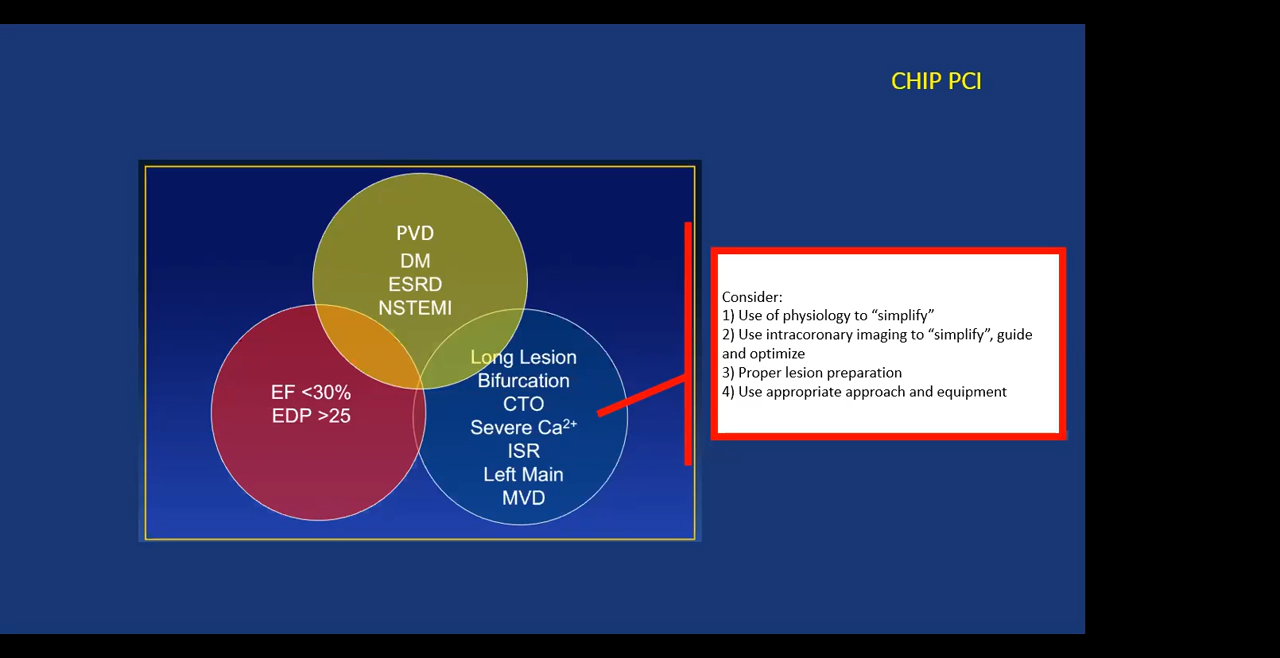 CHIP PCI
PVD
DM
ESRD
NSTEMI
EF <30%
EDP >25
Long Lesion
Bifurcation
CTO
Severe Ca²⁺
ISR
Left Main
MVD
Consider:
1) Use of physiology to “simplify”
2) Use intracoronary imaging to “simplify”, guide
and optimize
3) Proper lesion preparation
4) Use appropriate approach and equipment